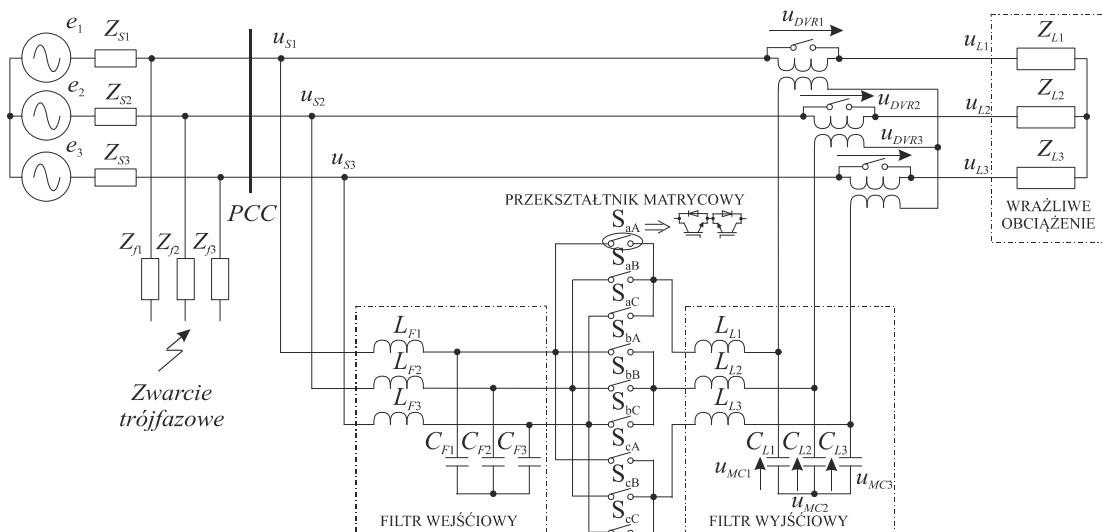 e1 ZS1 uS1 uDVR1 uL1 ZL1
e2 ZS2 uS2 uDVR2 uL2 ZL2
e3 ZS3 uS3 uDVR3 uL3 ZL3
PCC
WRAŻLIWE
OBCIĄŻENIE
PRZEKSZTAŁTNIK MATRYCOWY
Zf1 Zf2 Zf3
SaA
SaB
SaC
SbA
SbB
SbC
ScA
ScB
ScC
LF1
LF2
LF3
CF1 CF2 CF3
LL1
LL2
LL3
CL1 CL2 CL3
uMC1
uMC2
uMC3
Zwarcie
trójfazowe
FILTR WEJŚĆIOWY
FILTR WYJŚĆIOWY